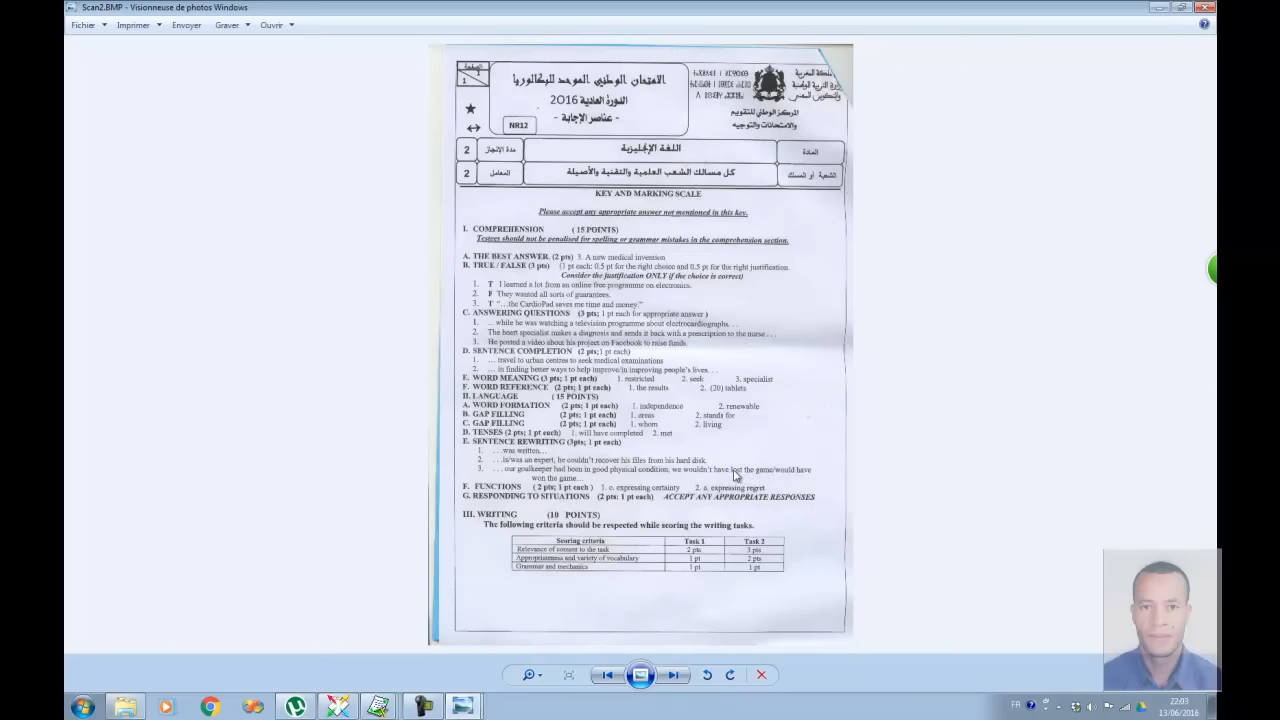 Scan2.BMP - Visionneuse de photos Windows
Fichier Imprimer Envoyer Graver Ouvrir
الصفحة
1
1
الامتحان الوطني الموحد للبكالوريا
الدورة العادية 2016
- عناصر الإجابة -
NR12
المركز الوطني للتقويم
والامتحانات والتوجيه
2 مدة الإنجاز اللغة الإنجليزية المادة
2 المعامل كل مسالك الشعب العلمية والتقنية والأصيلة الشعبة أو المسلك
KEY AND MARKING SCALE
Please accept any appropriate answer not mentioned in this key.
I. COMPREHENSION ( 15 POINTS)
Testees should not be penalised for spelling or grammar mistakes in the comprehension section.
A. THE BEST ANSWER. (2 pts) 3. A new medical invention
B. TRUE / FALSE (3 pts) (1 pt each: 0.5 pt for the right choice and 0.5 pt for the right justification.
Consider the justification ONLY if the choice is correct)
1. T I learned a lot from an online free programme on electronics.
2. F They wanted all sorts of guarantees.
3. T "…the CardioPad saves me time and money."
C. ANSWERING QUESTIONS (3 pts; 1 pt each for appropriate answer )
1. .. while he was watching a television programme about electrocardiographs. . .
2. The heart specialist makes a diagnosis and sends it back with a prescription to the nurse . . .
3. He posted a video about his project on Facebook to raise funds.
D. SENTENCE COMPLETION (2 pts;1 pt each)
1. … travel to urban centres to seek medical examinations
2. … in finding better ways to help improve/in improving people's lives. . .
E. WORD MEANING (3 pts; 1 pt each) 1. restricted 2. seek 3. specialist
F. WORD REFERENCE (2 pts; 1 pt each) 1. the results 2. (20) tablets
II. LANGUAGE ( 15 POINTS)
A. WORD FORMATION (2 pts; 1 pt each) 1. independence 2. renewable
B. GAP FILLING (2 pts; 1 pt each) 1. areas 2. stands for
C. GAP FILLING (2 pts; 1 pt each) 1. whom 2. living
D. TENSES (2 pts; 1 pt each) 1. will have completed 2. met
E. SENTENCE REWRITING (3pts; 1 pt each)
1. . . .was written…
2. . . .is/was an expert, he couldn't recover his files from his hard disk.
3. . . . our goalkeeper had been in good physical condition, we wouldn't have lost the game/would have
won the game…
F. FUNCTIONS ( 2 pts; 1 pt each ) 1. c. expressing certainty 2. a. expressing regret
G. RESPONDING TO SITUATIONS (2 pts: 1 pt each) ACCEPT ANY APPROPRIATE RESPONSES
III. WRITING (10 POINTS)
The following criteria should be respected while scoring the writing tasks.
Scoring criteria Task 1 Task 2
Relevance of content to the task 2 pts 3 pts
Appropriateness and variety of vocabulary 1 pt 2 pts
Grammar and mechanics 1 pt 1 pt
FR
22:03
13/06/2016